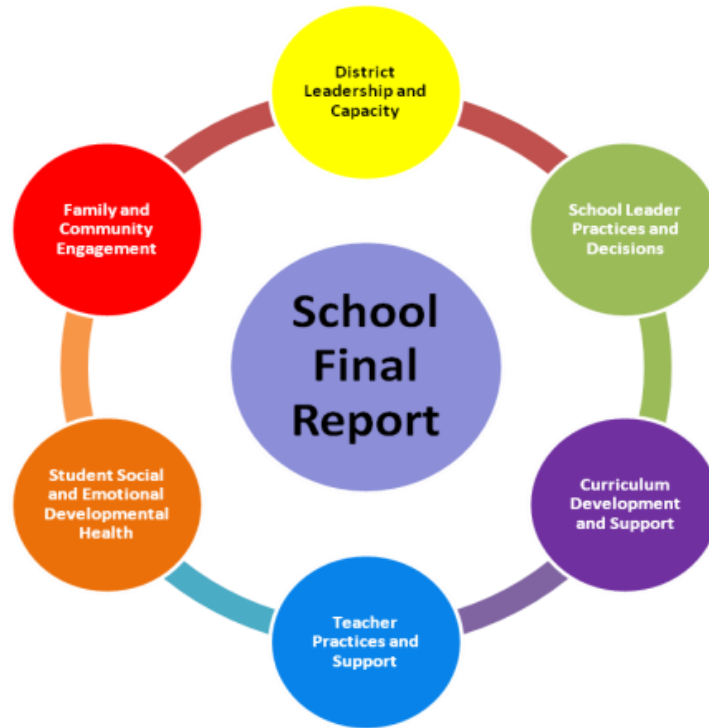 District
Leadership and
Capacity
School Leader
Practices and
Decisions
Curriculum
Development
and Support
Teacher
Practices and
Support
Student Social
and Emotional
Developmental
Health
Family and
Community
Engagement
School
Final
Report